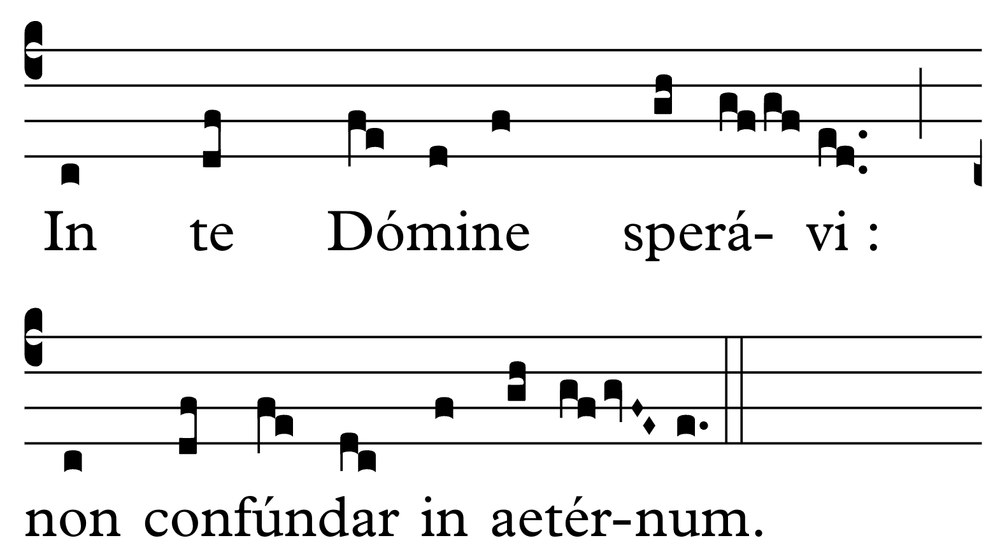 In te Dómine sperá- vi :
non confúndar in aetér-num.